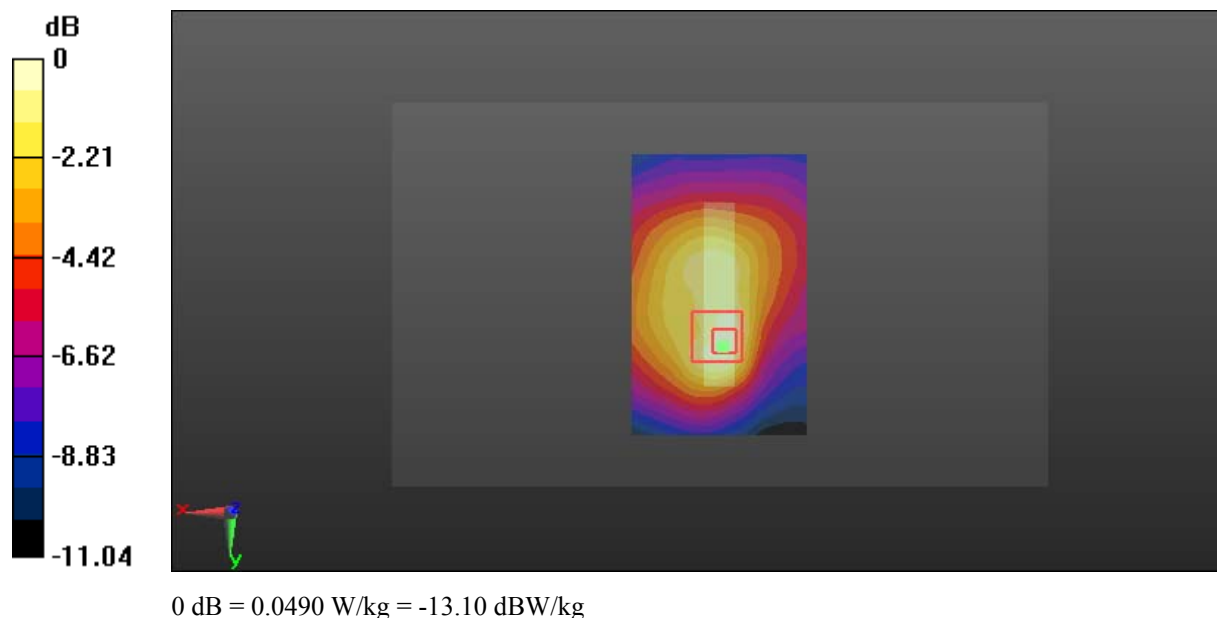 dB
0
-2.21
-4.42
-6.62
-8.83
-11.04
x
z
y
0 dB = 0.0490 W/kg = -13.10 dBW/kg